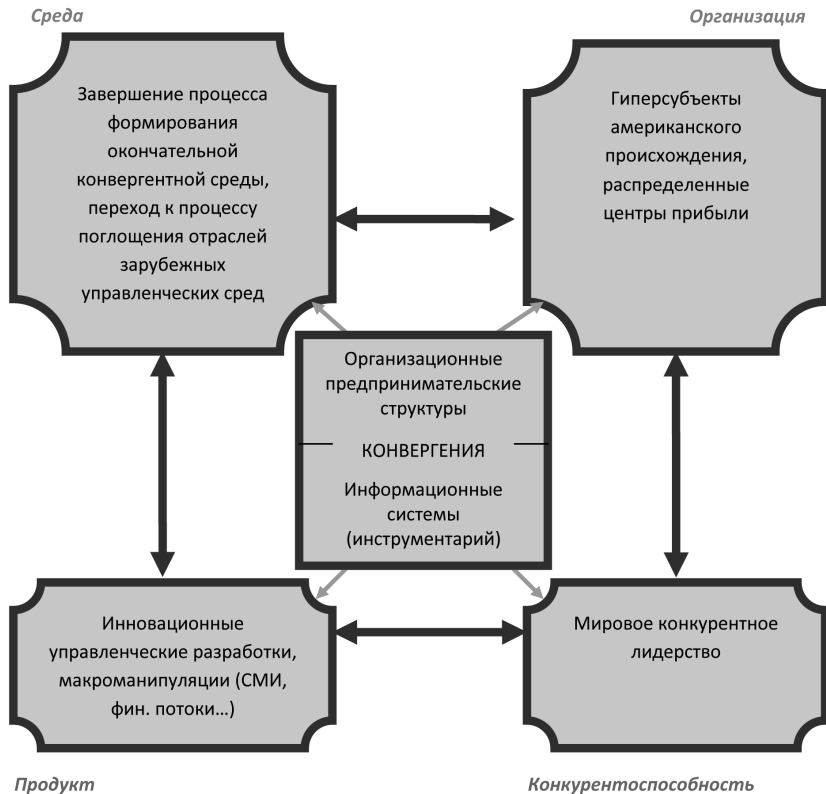 Среда
Организация
Завершение процесса
формирования
окончательной
конвергентной среды,
переход к процессу
поглощения отраслей
зарубежных
управленческих сред
Гиперсубъекты
американского
происхождения,
распределенные
центры прибыли
Организационные
предпринимательские
структуры
КОНВЕРГЕНИЯ
Информационные
системы
(инструментарий)
Инновационные
управленческие разработки,
макроманипуляции (СМИ,
фин. потоки…)
Мировое конкурентное
лидерство
Продукт
Конкурентоспособность